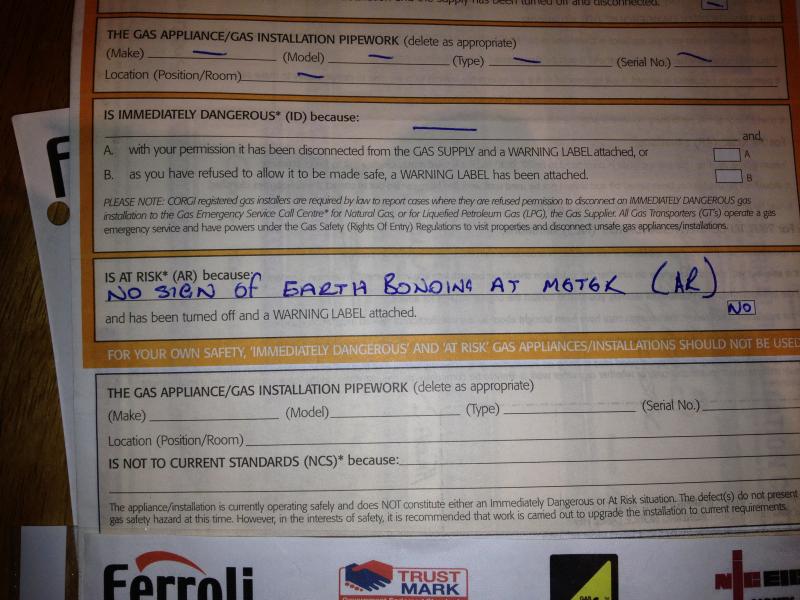 turned off and disconnected.
THE GAS APPLIANCE/GAS INSTALLATION PIPEWORK (delete as appropriate)
(Make) — (Model) — (Type) — (Serial No.) —
Location (Position/Room) —
IS IMMEDIATELY DANGEROUS* (ID) because: —
and,
A. with your permission it has been disconnected from the GAS SUPPLY and a WARNING LABEL attached, or A
B. as you have refused to allow it to be made safe, a WARNING LABEL has been attached. B
PLEASE NOTE: CORGI registered gas installers are required by law to report cases where they are refused permission to disconnect an IMMEDIATELY DANGEROUS gas
installation to the Gas Emergency Service Call Centre* for Natural Gas, or for Liquefied Petroleum Gas (LPG), the Gas Supplier. All Gas Transporters (GT's) operate a gas
emergency service and have powers under the Gas Safety (Rights Of Entry) Regulations to visit properties and disconnect unsafe gas appliances/installations.
IS AT RISK* (AR) because:
NO SIGN OF EARTH BONDING AT METER (AR)
and has been turned off and a WARNING LABEL attached. NO
FOR YOUR OWN SAFETY, 'IMMEDIATELY DANGEROUS' AND 'AT RISK' GAS APPLIANCES/INSTALLATIONS SHOULD NOT BE USED
THE GAS APPLIANCE/GAS INSTALLATION PIPEWORK (delete as appropriate)
(Make) (Model) (Type) (Serial No.)
Location (Position/Room)
IS NOT TO CURRENT STANDARDS (NCS)* because:
The appliance/installation is currently operating safely and does NOT constitute either an Immediately Dangerous or At Risk situation. The defect(s) do not present
gas safety hazard at this time. However, in the interests of safety, it is recommended that work is carried out to upgrade the installation to current requirements.
Ferroli
TRUST
MARK
GAS
NICEIC